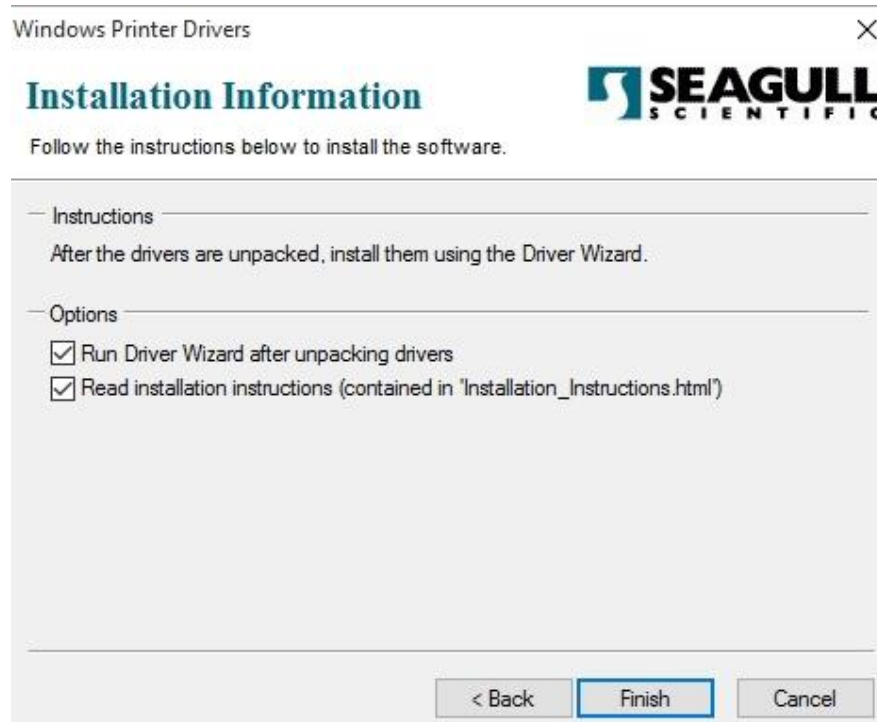 Windows Printer Drivers
Installation Information
SEAGULL
SCIENTIFIC
Follow the instructions below to install the software.
Instructions
After the drivers are unpacked, install them using the Driver Wizard.
Options
Run Driver Wizard after unpacking drivers
Read installation instructions (contained in 'Installation_Instructions.html')
< Back Finish Cancel